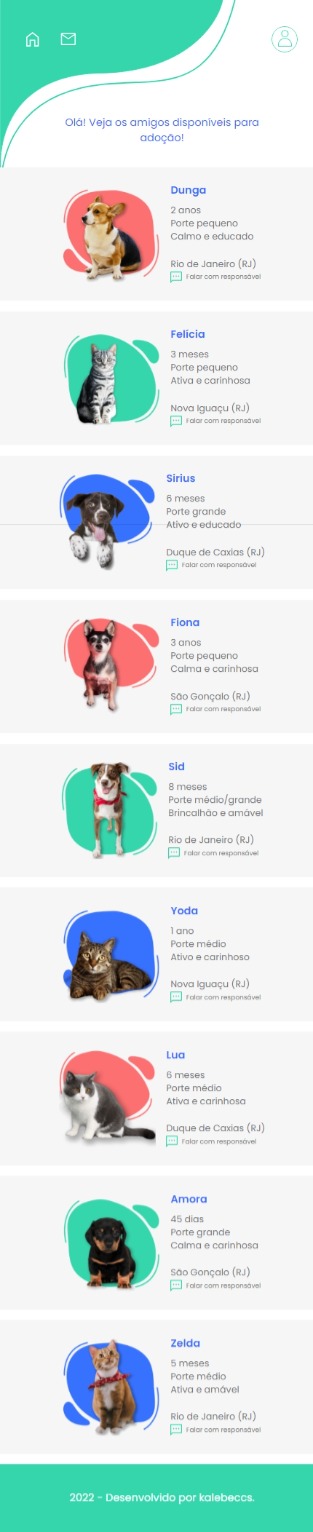 Olá! Veja os amigos disponíveis para
adoção!
Dunga
2 anos
Porte pequeno
Calmo e educado
Rio de Janeiro (RJ)
Falar com responsável
Felícia
3 meses
Porte pequeno
Ativa e carinhosa
Nova Iguaçu (RJ)
Falar com responsável
Sirius
6 meses
Porte grande
Ativo e educado
Duque de Caxias (RJ)
Falar com responsável
Fiona
3 anos
Porte pequeno
Calma e carinhosa
São Gonçalo (RJ)
Falar com responsável
Sid
8 meses
Porte médio/grande
Brincalhão e amável
Rio de Janeiro (RJ)
Falar com responsável
Yoda
1 ano
Porte médio
Ativo e carinhoso
Nova Iguaçu (RJ)
Falar com responsável
Lua
6 meses
Porte médio
Ativa e carinhosa
Duque de Caxias (RJ)
Falar com responsável
Amora
45 dias
Porte grande
Calma e carinhosa
São Gonçalo (RJ)
Falar com responsável
Zelda
5 meses
Porte médio
Ativa e amável
Rio de Janeiro (RJ)
Falar com responsável
2022 - Desenvolvido por kalebeccs.